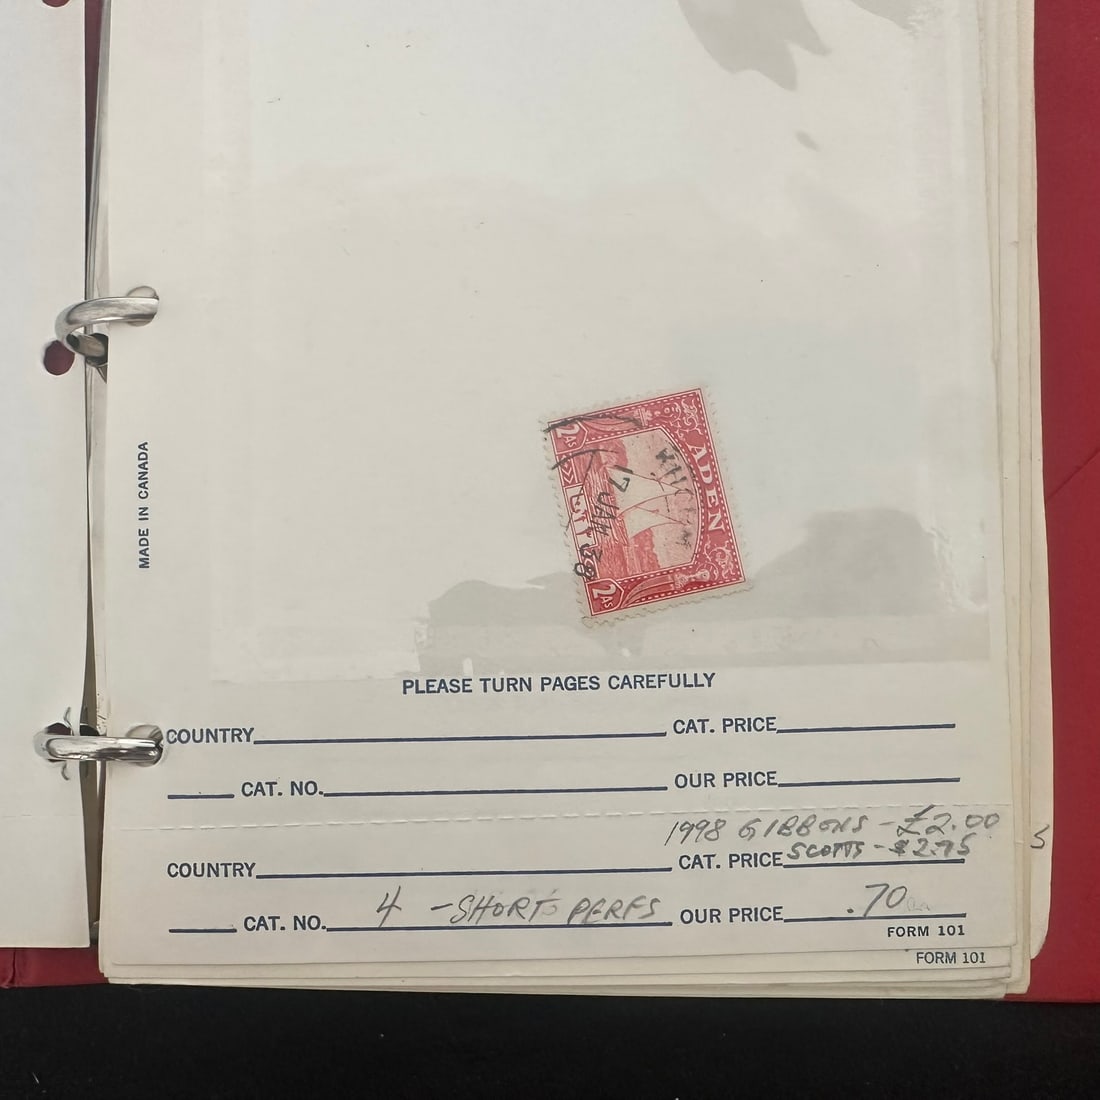 MADE IN CANADA
ADEN
2As
2As
17 JAN 38
PLEASE TURN PAGES CAREFULLY
COUNTRY CAT. PRICE
CAT. NO. OUR PRICE
1998 GIBBONS - £2.00
COUNTRY CAT. PRICE SCOTTS - $2.75
CAT. NO. 4 - SHORT PERFS OUR PRICE .70
FORM 101
FORM 101